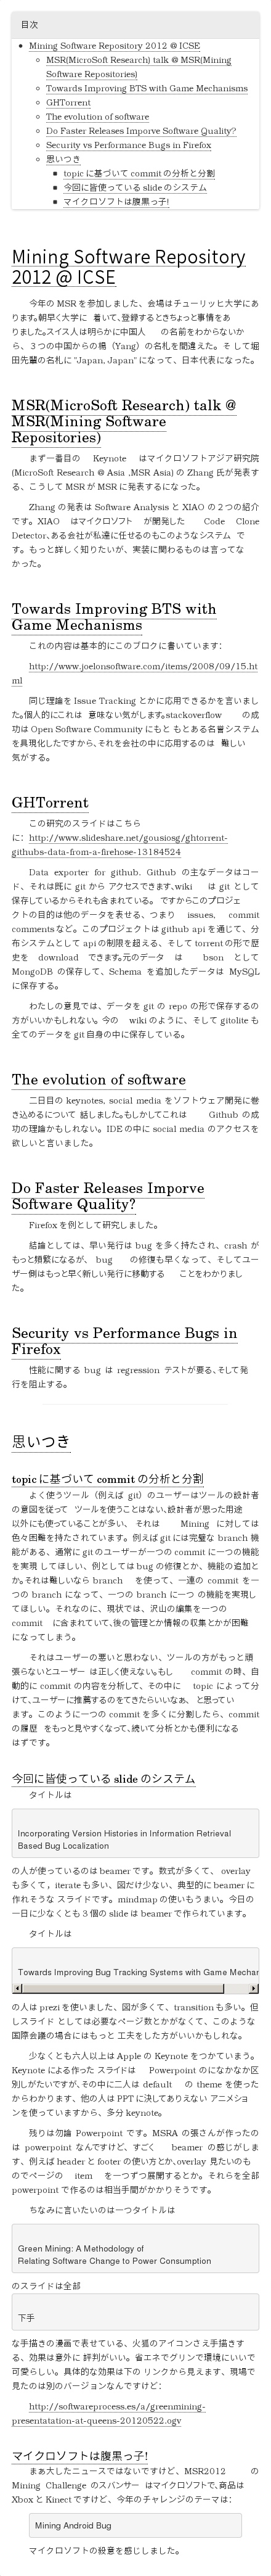 目次
Mining Software Repository 2012 @ ICSE
MSR(MicroSoft Research) talk @ MSR(Mining
Software Repositories)
Towards Improving BTS with Game Mechanisms
GHTorrent
The evolution of software
Do Faster Releases Imporve Software Quality?
Security vs Performance Bugs in Firefox
思いつき
topic に基づいて commit の分析と分割
今回に皆使っている slide のシステム
マイクロソフトは腹黒っ子!
Mining Software Repository
2012 @ ICSE
今年の MSR を参加しました、会場はチューリッヒ大学にあ
ります。朝早く大学に 着いて、登録するときちょっと事情をあ
りました。スイス人は明らかに中国人 の名前をわからないか
ら、３つの中国からの楊（Yang）の名札を間違えた。そ して堀
田先輩の名札に "Japan, Japan" になって、日本代表になった。
MSR(MicroSoft Research) talk @
MSR(Mining Software
Repositories)
まず一番目の Keynote はマイクロソフトアジア研究院
(MicroSoft Research @ Asia ,MSR Asia) の Zhang 氏が発表す
る、こうして MSR が MSR に発表するになった。
Zhang の発表は Software Analysis と XIAO の２つの紹介
です。XIAO はマイクロソフト が開発した Code Clone
Detector、ある会社が私達に任せるのもこのようなシステム で
す。もっと詳しく知りたいが、実装に関わるものは言ってな
かった。
Towards Improving BTS with
Game Mechanisms
これの内容は基本的にこのブロクに書いています：
http://www.joelonsoftware.com/items/2008/09/15.ht
ml
同じ理論を Issue Tracking とかに応用できるかを言いまし
た。個人的にこれは 意味ない気がします。stackoverflow の成
功は Open Software Community にもと もとある名誉システム
を具現化したですから、それを会社の中に応用するのは 難しい
気がする。
GHTorrent
この研究のスライドはこちら
に： http://www.slideshare.net/gousiosg/ghtorrent-
githubs-data-from-a-firehose-13184524
Data exporter for github. Github の主なデータはコー
ド、それは既に git から アクセスできます、wiki は git として
保存しているからそれも含まれている。 ですからこのプロジェ
クトの目的は他のデータを表せる、つまり issues, commit
comments など。このプロジェクトは github api を通じて、分
布システムとして api の制限を超える、そして torrent の形で歴
史を download できます。元のデータ は bson として
MongoDB の保存して、Schema を追加したデータは MySQL
に保存する。
わたしの意見では、データを git の repo の形で保存するの
方がいいかもしれない。今の wiki のように、そして gitolite も
全てのデータを git 自身の中に保存している。
The evolution of software
二日目の keynotes, social media をソフトウェア開発に巻
き込めるについて 話しました。もしかしてこれは Github の成
功の理論かもしれない。IDE の中に social media のアクセスを
欲しいと言いました。
Do Faster Releases Imporve
Software Quality?
Firefox を例として研究しました。
結論としては、早い発行は bug を多く持たされ、crash が
もっと頻繁になるが、 bug の修復も早くなって、そしてユー
ザー側はもっと早く新しい発行に移動する ことをわかりまし
た。
Security vs Performance Bugs in
Firefox
性能に関する bug は regression テストが要る、そして発
行を阻止する。
思いつき
topic に基づいて commit の分析と分割
よく使うツール（例えば git）のユーザーはツールの設計者
の意図を従って ツールを使うことはない、設計者が思った用途
以外にも使っていることが多い、それは Mining に対しては
色々困難を持たされています。例えば git には完璧な branch 機
能がある、通常に git のユーザーが一つの commit に一つの機能
を実現 してほしい、例としては bug の修復とか、機能の追加と
か。それは難しいなら branch を使って、一連の commit を一
つの branch になって、一つの branch に一つ の機能を実現し
てほしい。それなのに、現状では、沢山の編集を一つの
commit に含まれていて、後の管理とか情報の収集とかが困難
になってしまう。
それはユーザーの悪いと思わない、ツールの方がもっと頑
張らないとユーザー は正しく使えない。もし commit の時、自
動的に commit の内容を分析して、その中に topic によって分
けて、ユーザーに推薦するのをてきたらいいなあ、 と思ってい
ます。このように一つの commit を多くに分割したら、commit
の履歴 をもっと見やすくなって、続いて分析とかも便利になる
はずです。
今回に皆使っている slide のシステム
タイトルは
Incorporating Version Histories in Information Retrieval
Based Bug Localization
の人が使っているのは beamer です。数式が多くて、 overlay
も多くて，iterate も多い、図だけ少ない、典型的に beamer に
作れそうな スライドです。mindmap の使いもうまい。今日の
一日に少なくとも３個の slide は beamer で作られています。
タイトルは
Towards Improving Bug Tracking Systems with Game Mechan
の人は prezi を使いました、図が多くて、transition も多い。但
しスライド としては必要なページ数とかがなくて、このような
国際会議の場合にはもっと 工夫をした方がいいかもしれな。
少なくとも六人以上は Apple の Keynote をつかていまう。
Keynote による作った スライドは Powerpoint のになかなか区
別しがたいですが、その中に二人は default の theme を使った
からわかります、他の人は PPT に決してありえない アニメショ
ンを使っていますから、多分 keynote。
残りは勿論 Powerpoint です。MSRA の張さんが作ったの
は powerpoint なんですけど、すごく beamer の感じがしま
す、例えば header と footer の使い方とか、overlay 見たいのも
のでページの item を一つずつ展開するとか。それらを全部
powerpoint で作るのは相当手間がかかりそうです。
ちなみに言いたいのは一つタイトルは
Green Mining: A Methodology of
Relating Software Change to Power Consumption
のスライドは全部
下手
な手描きの漫画で表せている、火狐のアイコンさえ手描きす
る、効果は意外に 評判がいい。省エネでグリンで環境にいいで
可愛らしい。具体的な効果は下の リンクから見えます、現場で
見たのは別のバージョンなんですけど：
http://softwareprocess.es/a/greenmining-
presentatation-at-queens-20120522.ogv
マイクロソフトは腹黒っ子!
まあ大したニュースではないですけど、MSR2012 の
Mining Challenge のスバンサー はマイクロソフトで、商品は
Xbox と Kinect ですけど、今年のチャレンジのテーマは：
Mining Android Bug
マイクロソフトの殺意を感じしました。